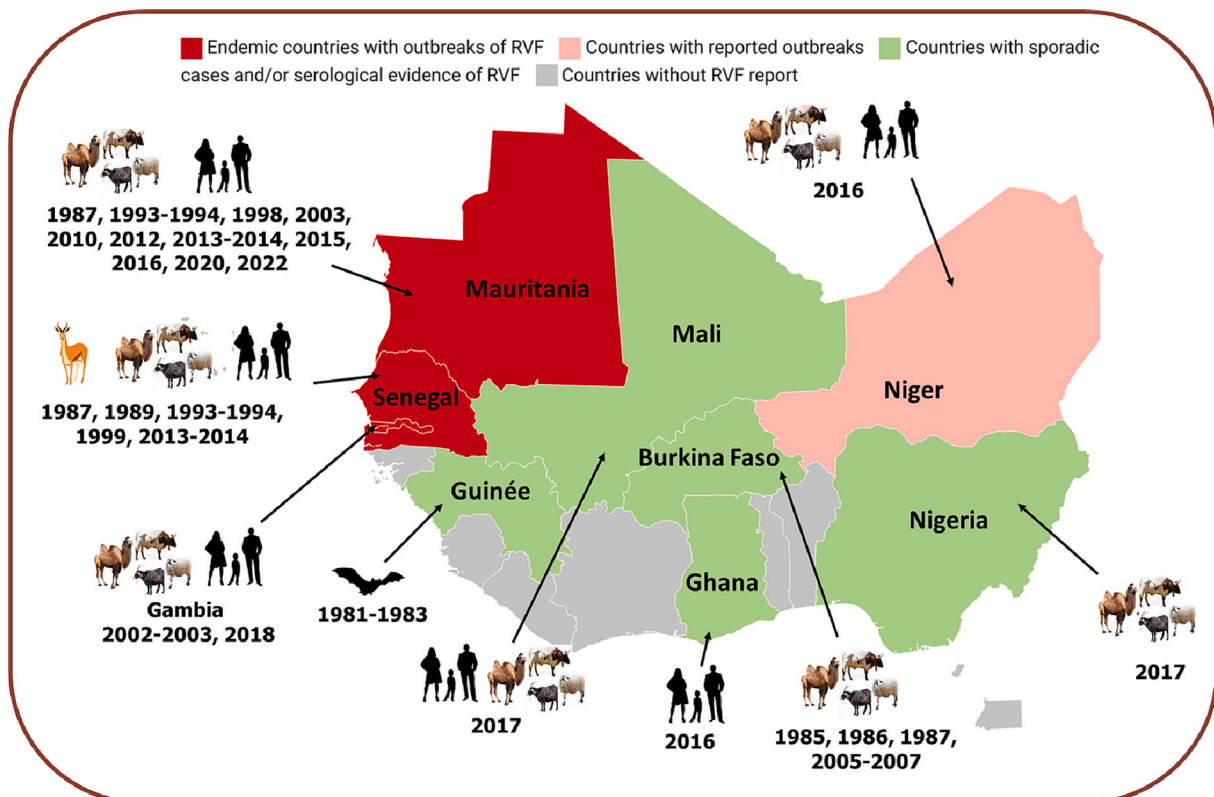 Endemic countries with outbreaks of RVF Countries with reported outbreaks Countries with sporadic
cases and/or serological evidence of RVF Countries without RVF report
2016
1987, 1993-1994, 1998, 2003,
2010, 2012, 2013-2014, 2015,
2016, 2020, 2022
Mauritania
Mali
Niger
Senegal
1987, 1989, 1993-1994,
1999, 2013-2014
Burkina Faso
Guinée
Nigeria
Ghana
Gambia
2002-2003, 2018
1981-1983
2017
2016
1985, 1986, 1987,
2005-2007
2017